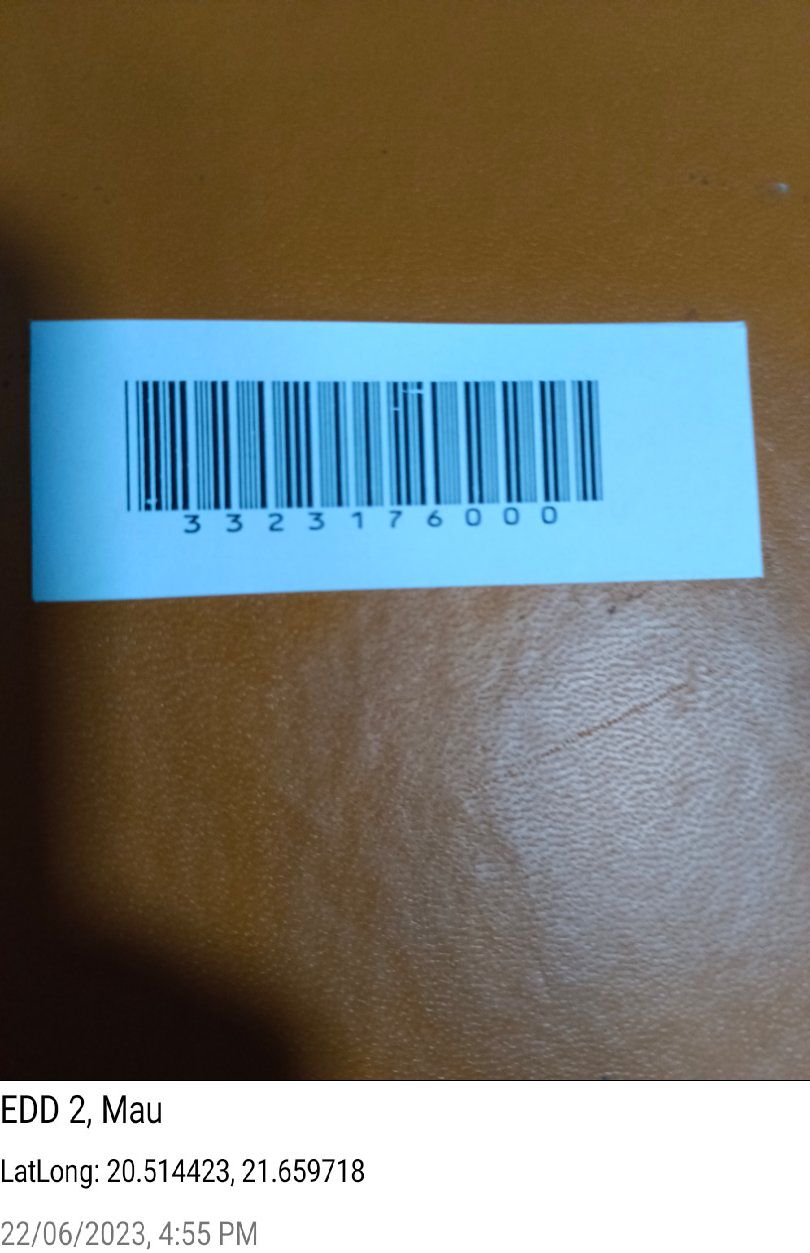 3323176000
EDD 2, Mau
LatLong: 20.514423, 21.659718
22/06/2023, 4:55 PM